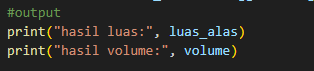 #output
print("hasil luas:", luas_alas)
print("hasil volume:", volume)